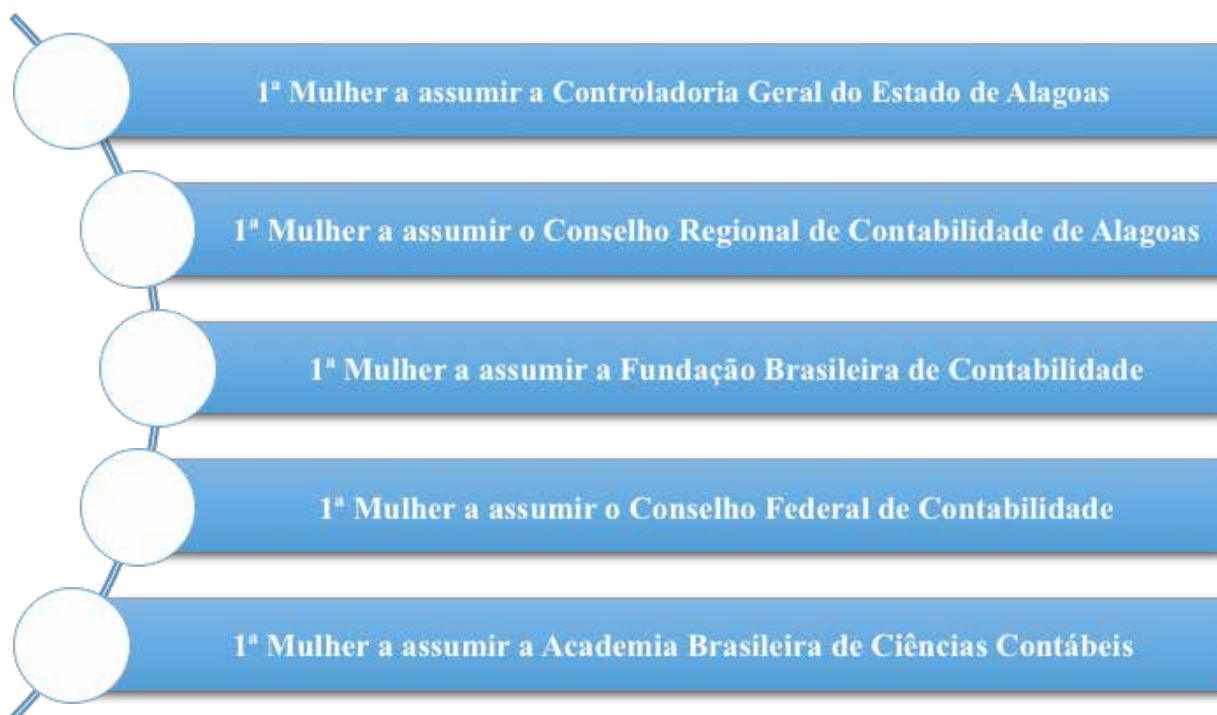 1ª Mulher a assumir a Controladoria Geral do Estado de Alagoas
1ª Mulher a assumir o Conselho Regional de Contabilidade de Alagoas
1ª Mulher a assumir a Fundação Brasileira de Contabilidade
1ª Mulher a assumir o Conselho Federal de Contabilidade
1ª Mulher a assumir a Academia Brasileira de Ciências Contábeis